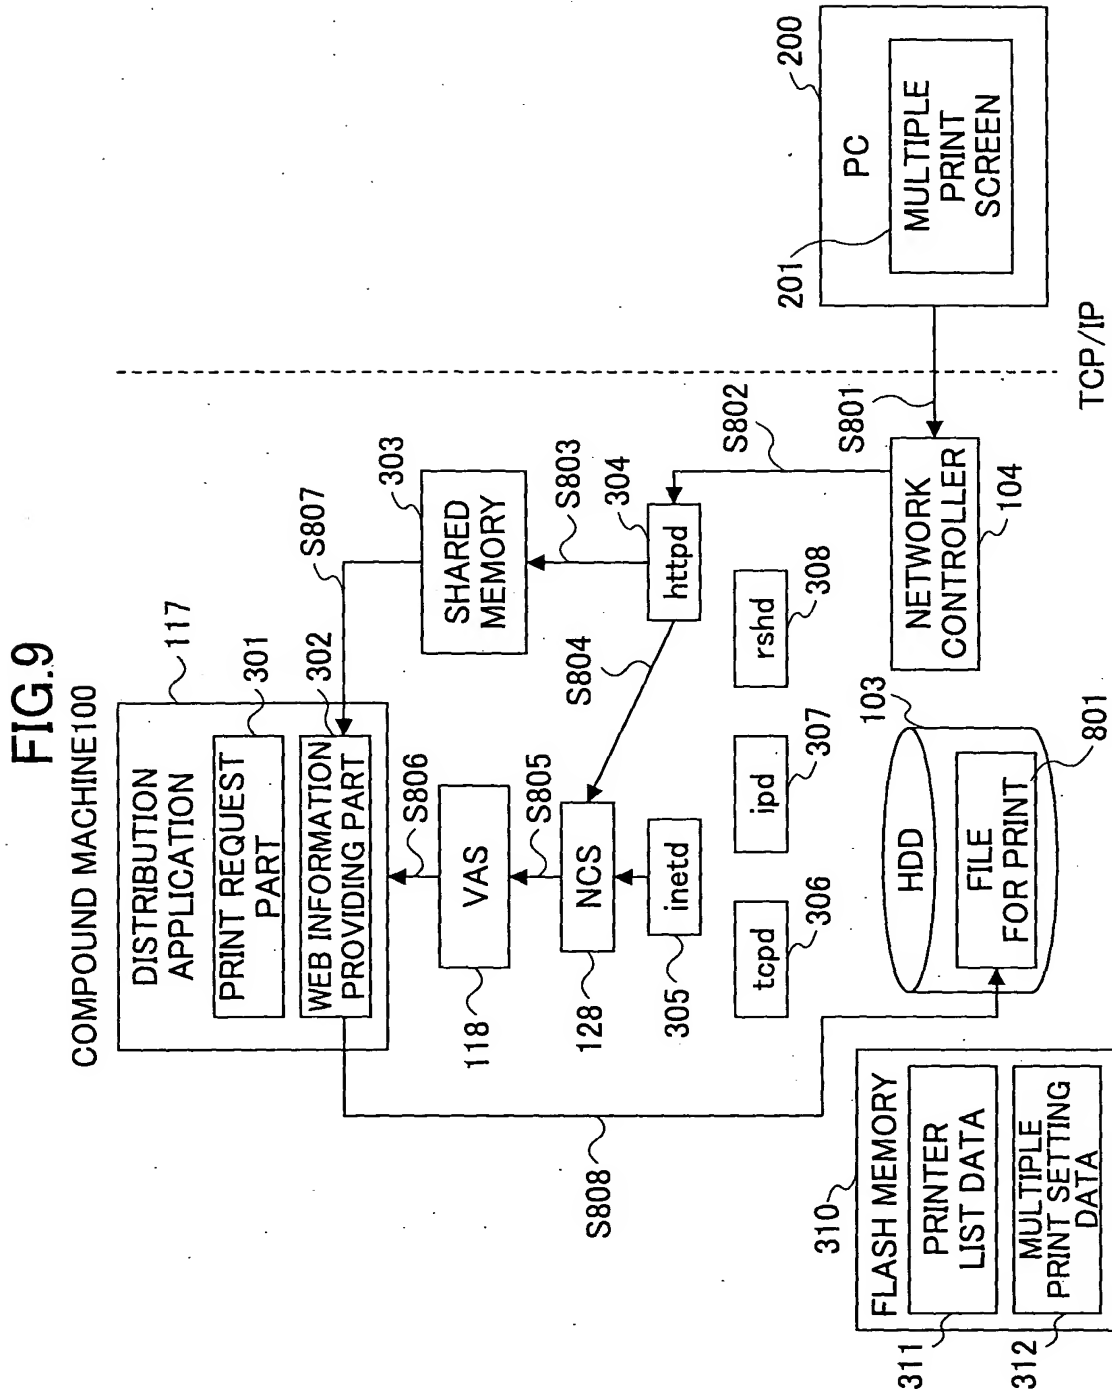 FIG.9
COMPOUND MACHINE100
117
DISTRIBUTION
APPLICATION
PRINT REQUEST
PART
301
WEB INFORMATION
PROVIDING PART
302
S807
303
SHARED
MEMORY
S806
VAS
118
S803
S805
S804
304
httpd
S802
NCS
128
inetd
305
tcpd
306
ipd
307
rshd
308
S808
310
FLASH MEMORY
PRINTER
LIST DATA
311
MULTIPLE
PRINT SETTING
DATA
312
HDD
103
FILE
FOR PRINT
801
NETWORK
CONTROLLER
104
S801
TCP/IP
200
PC
201
MULTIPLE
PRINT
SCREEN